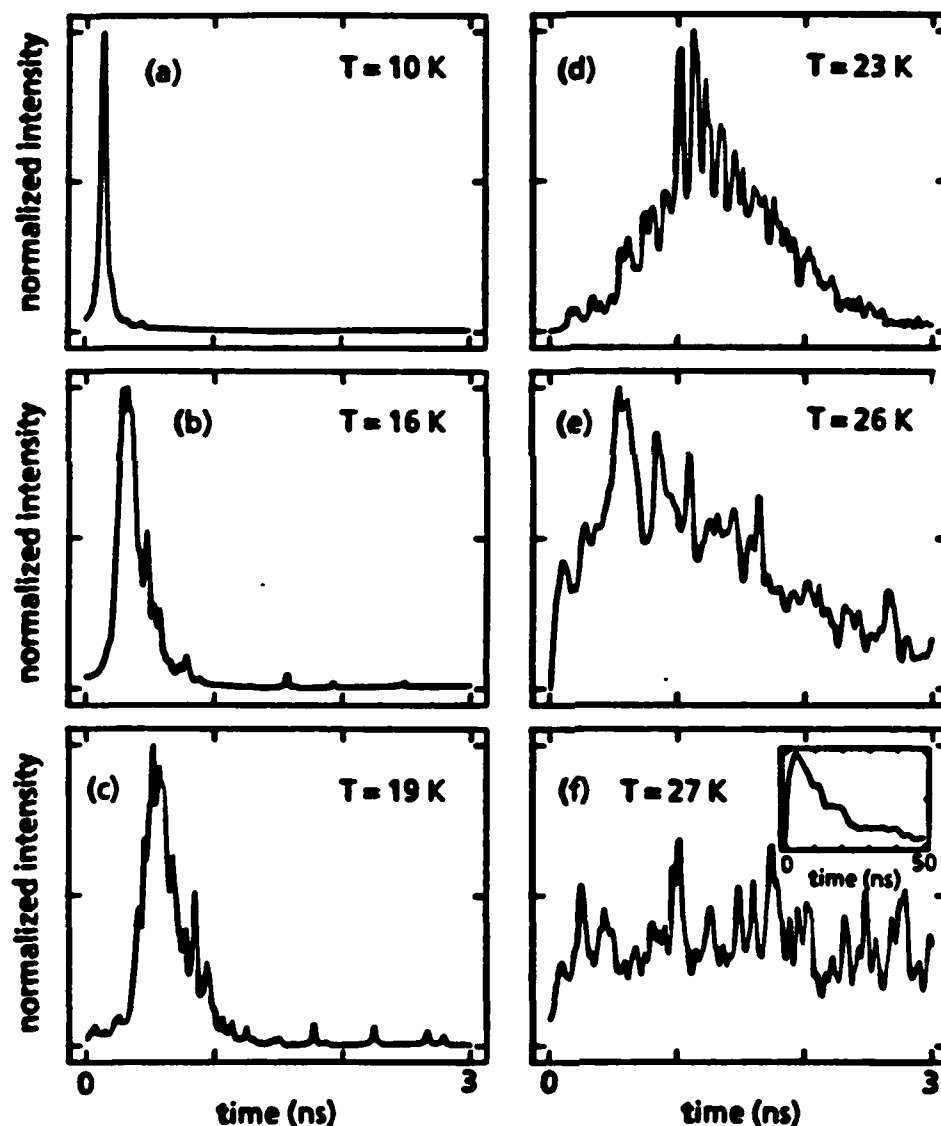 normalized intensity
(a)
T = 10 K
(d)
T = 23 K
normalized intensity
(b)
T = 16 K
(e)
T = 26 K
normalized intensity
(c)
T = 19 K
(f)
T = 27 K
0
50
time (ns)
0
3
time (ns)
0
3
time (ns)